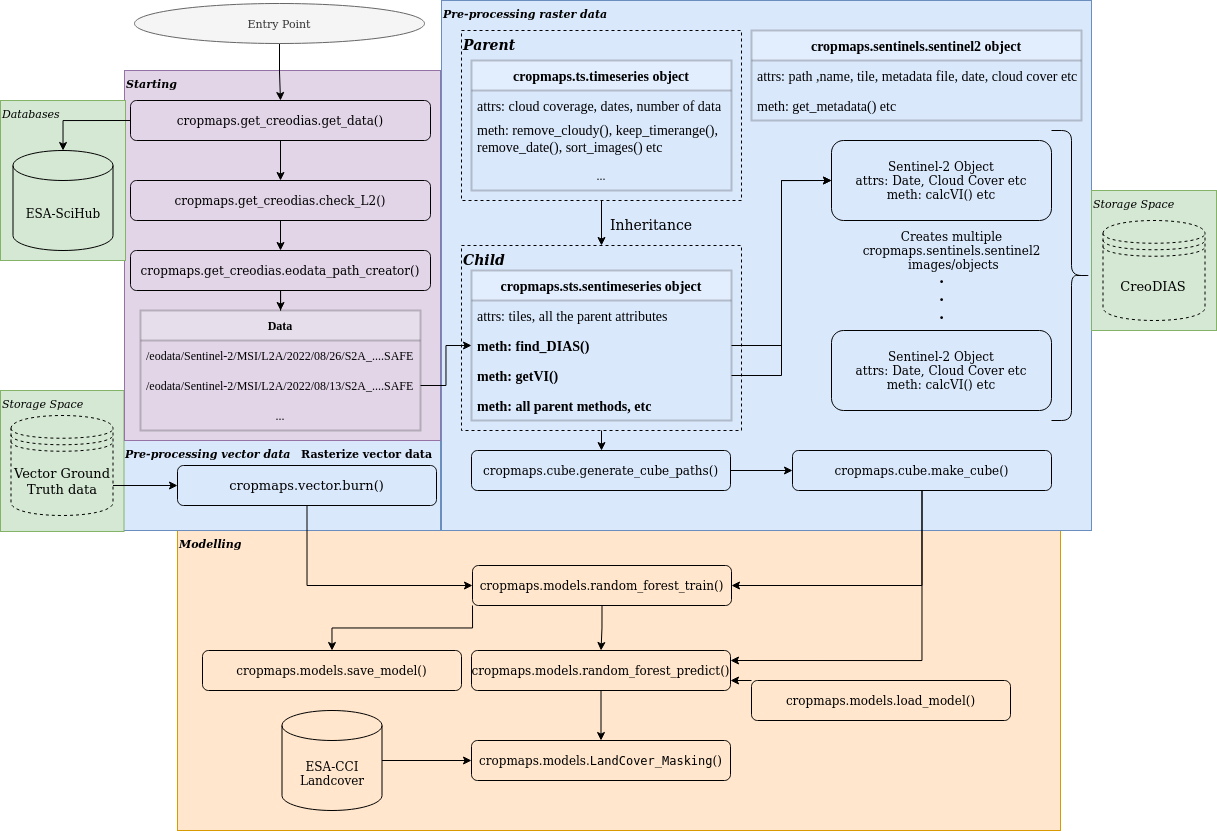 Entry Point
Starting
cropmaps.get_creodias.get_data()
cropmaps.get_creodias.check_L2()
cropmaps.get_creodias.eodata_path_creator()
Data
/eodata/Sentinel-2/MSI/L2A/2022/08/26/S2A_....SAFE
/eodata/Sentinel-2/MSI/L2A/2022/08/13/S2A_....SAFE
...
Databases
ESA-SciHub
Storage Space
Vector Ground
Truth data
Pre-processing vector data Rasterize vector data
cropmaps.vector.burn()
Pre-processing raster data
Parent
cropmaps.ts.timeseries object
attrs: cloud coverage, dates, number of data
meth: remove_cloudy(), keep_timerange(),
remove_date(), sort_images() etc
...
Inheritance
Child
cropmaps.sts.sentimeseries object
attrs: tiles, all the parent attributes
meth: find_DIAS()
meth: getVI()
meth: all parent methods, etc
cropmaps.sentinels.sentinel2 object
attrs: path ,name, tile, metadata file, date, cloud cover etc
meth: get_metadata() etc
Sentinel-2 Object
attrs: Date, Cloud Cover etc
meth: calcVI() etc
Creates multiple
cropmaps.sentinels.sentinel2
images/objects
.
.
.
Sentinel-2 Object
attrs: Date, Cloud Cover etc
meth: calcVI() etc
Storage Space
CreoDIAS
cropmaps.cube.generate_cube_paths()
cropmaps.cube.make_cube()
Modelling
cropmaps.models.random_forest_train()
cropmaps.models.save_model()
cropmaps.models.random_forest_predict()
cropmaps.models.load_model()
ESA-CCI
Landcover
cropmaps.models.LandCover_Masking()